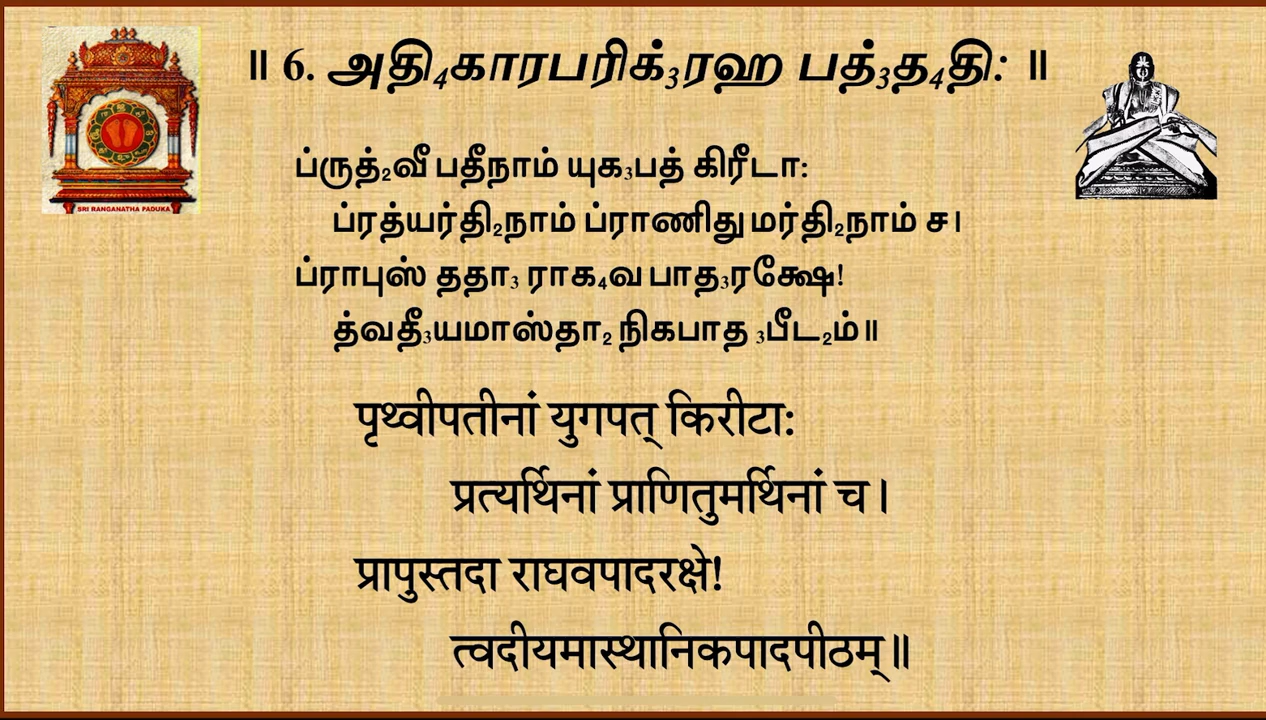 ॥ 6. அதி₄காரபரிக்₃ரஹ பத்₃த₄தி: ॥
SRI RANGANATHA PADUKA
ப்ருத்₂வீ பதீநாம் யுக₃பத் கிரீடா:
ப்ரத்யர்தி₂நாம் ப்ராணிது மர்தி₂நாம் ச।
ப்ராபுஸ் ததா₃ ராக₄வ பாத₃ரக்ஷே!
த்வதீ₃யமாஸ்தா₂ நிகபாத ₃பீட₂ம்॥
पृथ्वीपतीनां युगपत् किरीटा:
प्रत्यर्थिनां प्राणितुमर्थिनां च।
प्रापुस्तदा राघवपादरक्षे!
त्वदीयमास्थानिकपादपीठम्॥